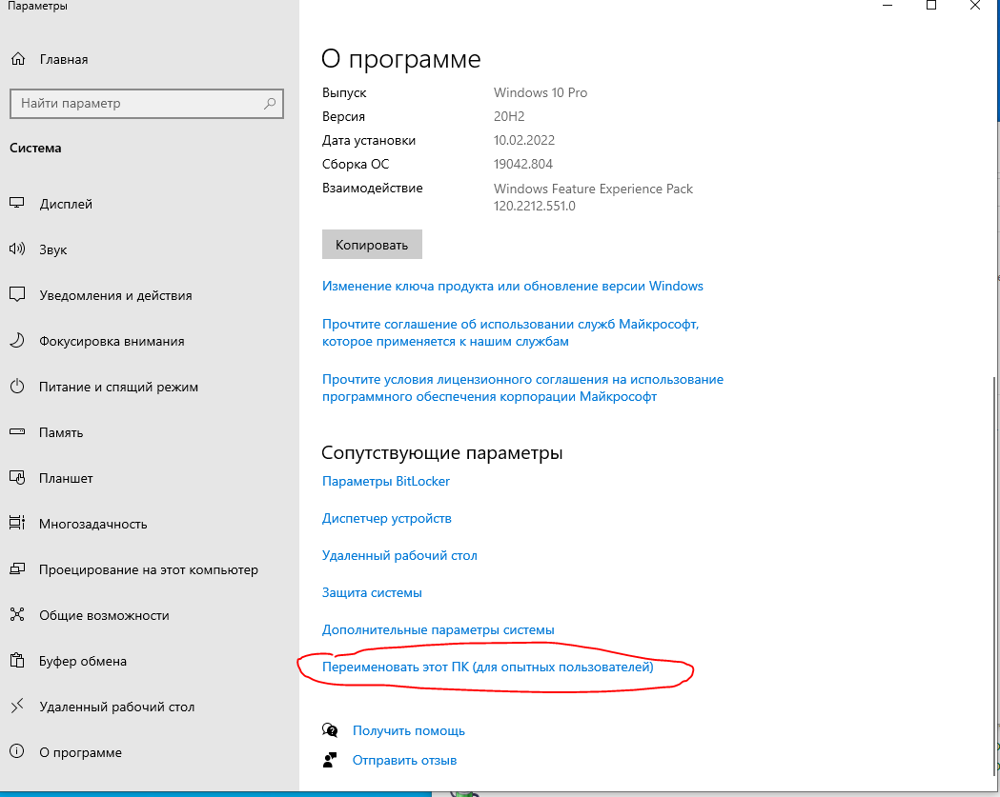 Параметры
Главная
Найти параметр
Система
Дисплей
Звук
Уведомления и действия
Фокусировка внимания
Питание и спящий режим
Память
Планшет
Многозадачность
Проецирование на этот компьютер
Общие возможности
Буфер обмена
Удаленный рабочий стол
О программе
О программе
Выпуск Windows 10 Pro
Версия 20H2
Дата установки 10.02.2022
Сборка ОС 19042.804
Взаимодействие Windows Feature Experience Pack
120.2212.551.0
Копировать
Изменение ключа продукта или обновление версии Windows
Прочтите соглашение об использовании служб Майкрософт,
которое применяется к нашим службам
Прочтите условия лицензионного соглашения на использование
программного обеспечения корпорации Майкрософт
Сопутствующие параметры
Параметры BitLocker
Диспетчер устройств
Удаленный рабочий стол
Защита системы
Дополнительные параметры системы
Переименовать этот ПК (для опытных пользователей)
Получить помощь
Отправить отзыв